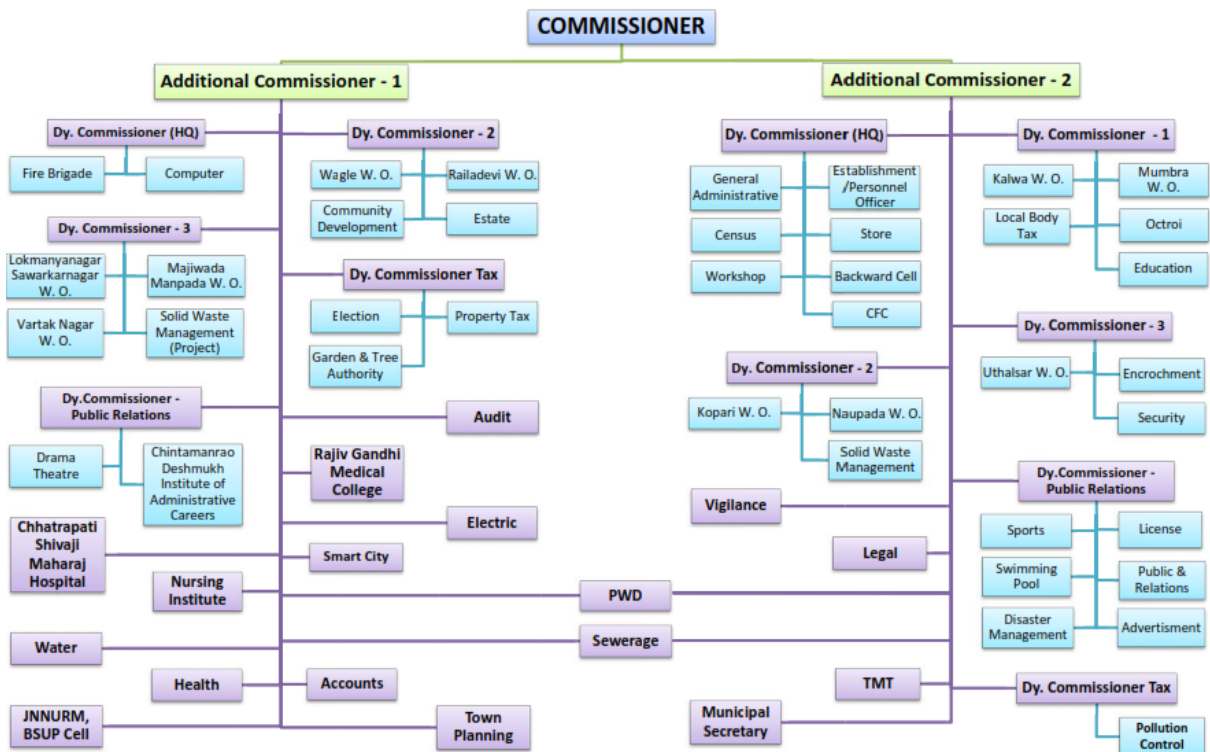 COMMISSIONER
Additional Commissioner - 1
Dy. Commissioner (HQ)
Fire Brigade
Computer
Dy. Commissioner - 2
Wagle W. O.
Railadevi W. O.
Community
Development
Estate
Dy. Commissioner - 3
Lokmanyanagar
Sawarkarnagar
W. O.
Majiwada
Manpada W. O.
Vartak Nagar
W. O.
Solid Waste
Management
(Project)
Dy. Commissioner Tax
Election
Property Tax
Garden & Tree
Authority
Dy.Commissioner -
Public Relations
Drama
Theatre
Chintamanrao
Deshmukh
Institute of
Administrative
Careers
Audit
Rajiv Gandhi
Medical
College
Electric
Chhatrapati
Shivaji
Maharaj
Hospital
Smart City
Nursing
Institute
PWD
Sewerage
Water
Health
Accounts
JNNURM,
BSUP Cell
Town
Planning
Additional Commissioner - 2
Dy. Commissioner (HQ)
General
Administrative
Establishment
/Personnel
Officer
Census
Store
Workshop
Backward Cell
CFC
Dy. Commissioner - 1
Kalwa W. O.
Mumbra
W. O.
Local Body
Tax
Octroi
Education
Dy. Commissioner - 3
Uthalsar W. O.
Encrochment
Security
Dy. Commissioner - 2
Kopari W. O.
Naupada W. O.
Solid Waste
Management
Dy.Commissioner -
Public Relations
Sports
License
Swimming
Pool
Public &
Relations
Disaster
Management
Advertisment
Vigilance
Legal
TMT
Municipal
Secretary
Dy. Commissioner Tax
Pollution
Control